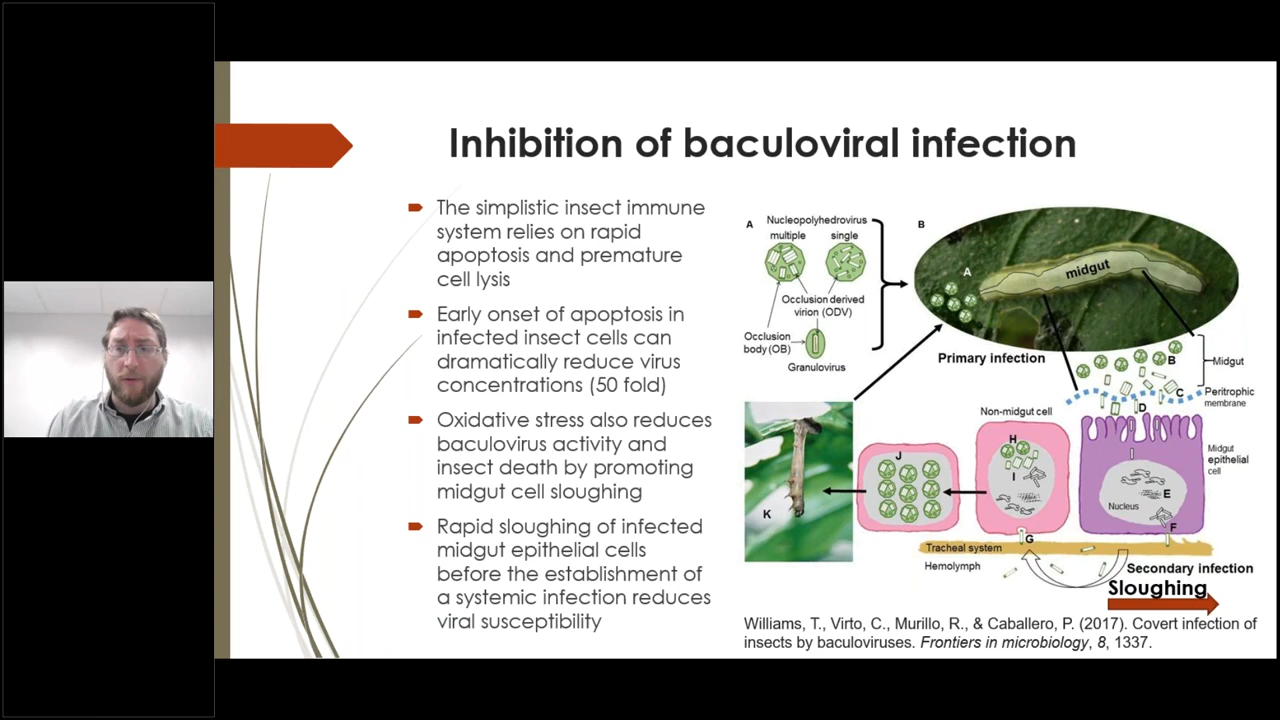 Inhibition of baculoviral infection
The simplistic insect immune
system relies on rapid
apoptosis and premature
cell lysis
Early onset of apoptosis in
infected insect cells can
dramatically reduce virus
concentrations (50 fold)
Oxidative stress also reduces
baculovirus activity and
insect death by promoting
midgut cell sloughing
Rapid sloughing of infected
midgut epithelial cells
before the establishment of
a systemic infection reduces
viral susceptibility
A
Nucleopolyhedrovirus
multiple single
Occlusion derived
virion (ODV)
Occlusion
body (OB)
Granulovirus
B
A
midgut
Primary infection
B
Midgut
C
Peritrophic
membrane
D
Non-midgut cell
H
I
J
K
Midgut
epithelial
cell
E
Nucleus
F
G
Tracheal system
Hemolymph
Secondary infection
Sloughing
Williams, T., Virto, C., Murillo, R., & Caballero, P. (2017). Covert infection of
insects by baculoviruses. Frontiers in microbiology, 8, 1337.